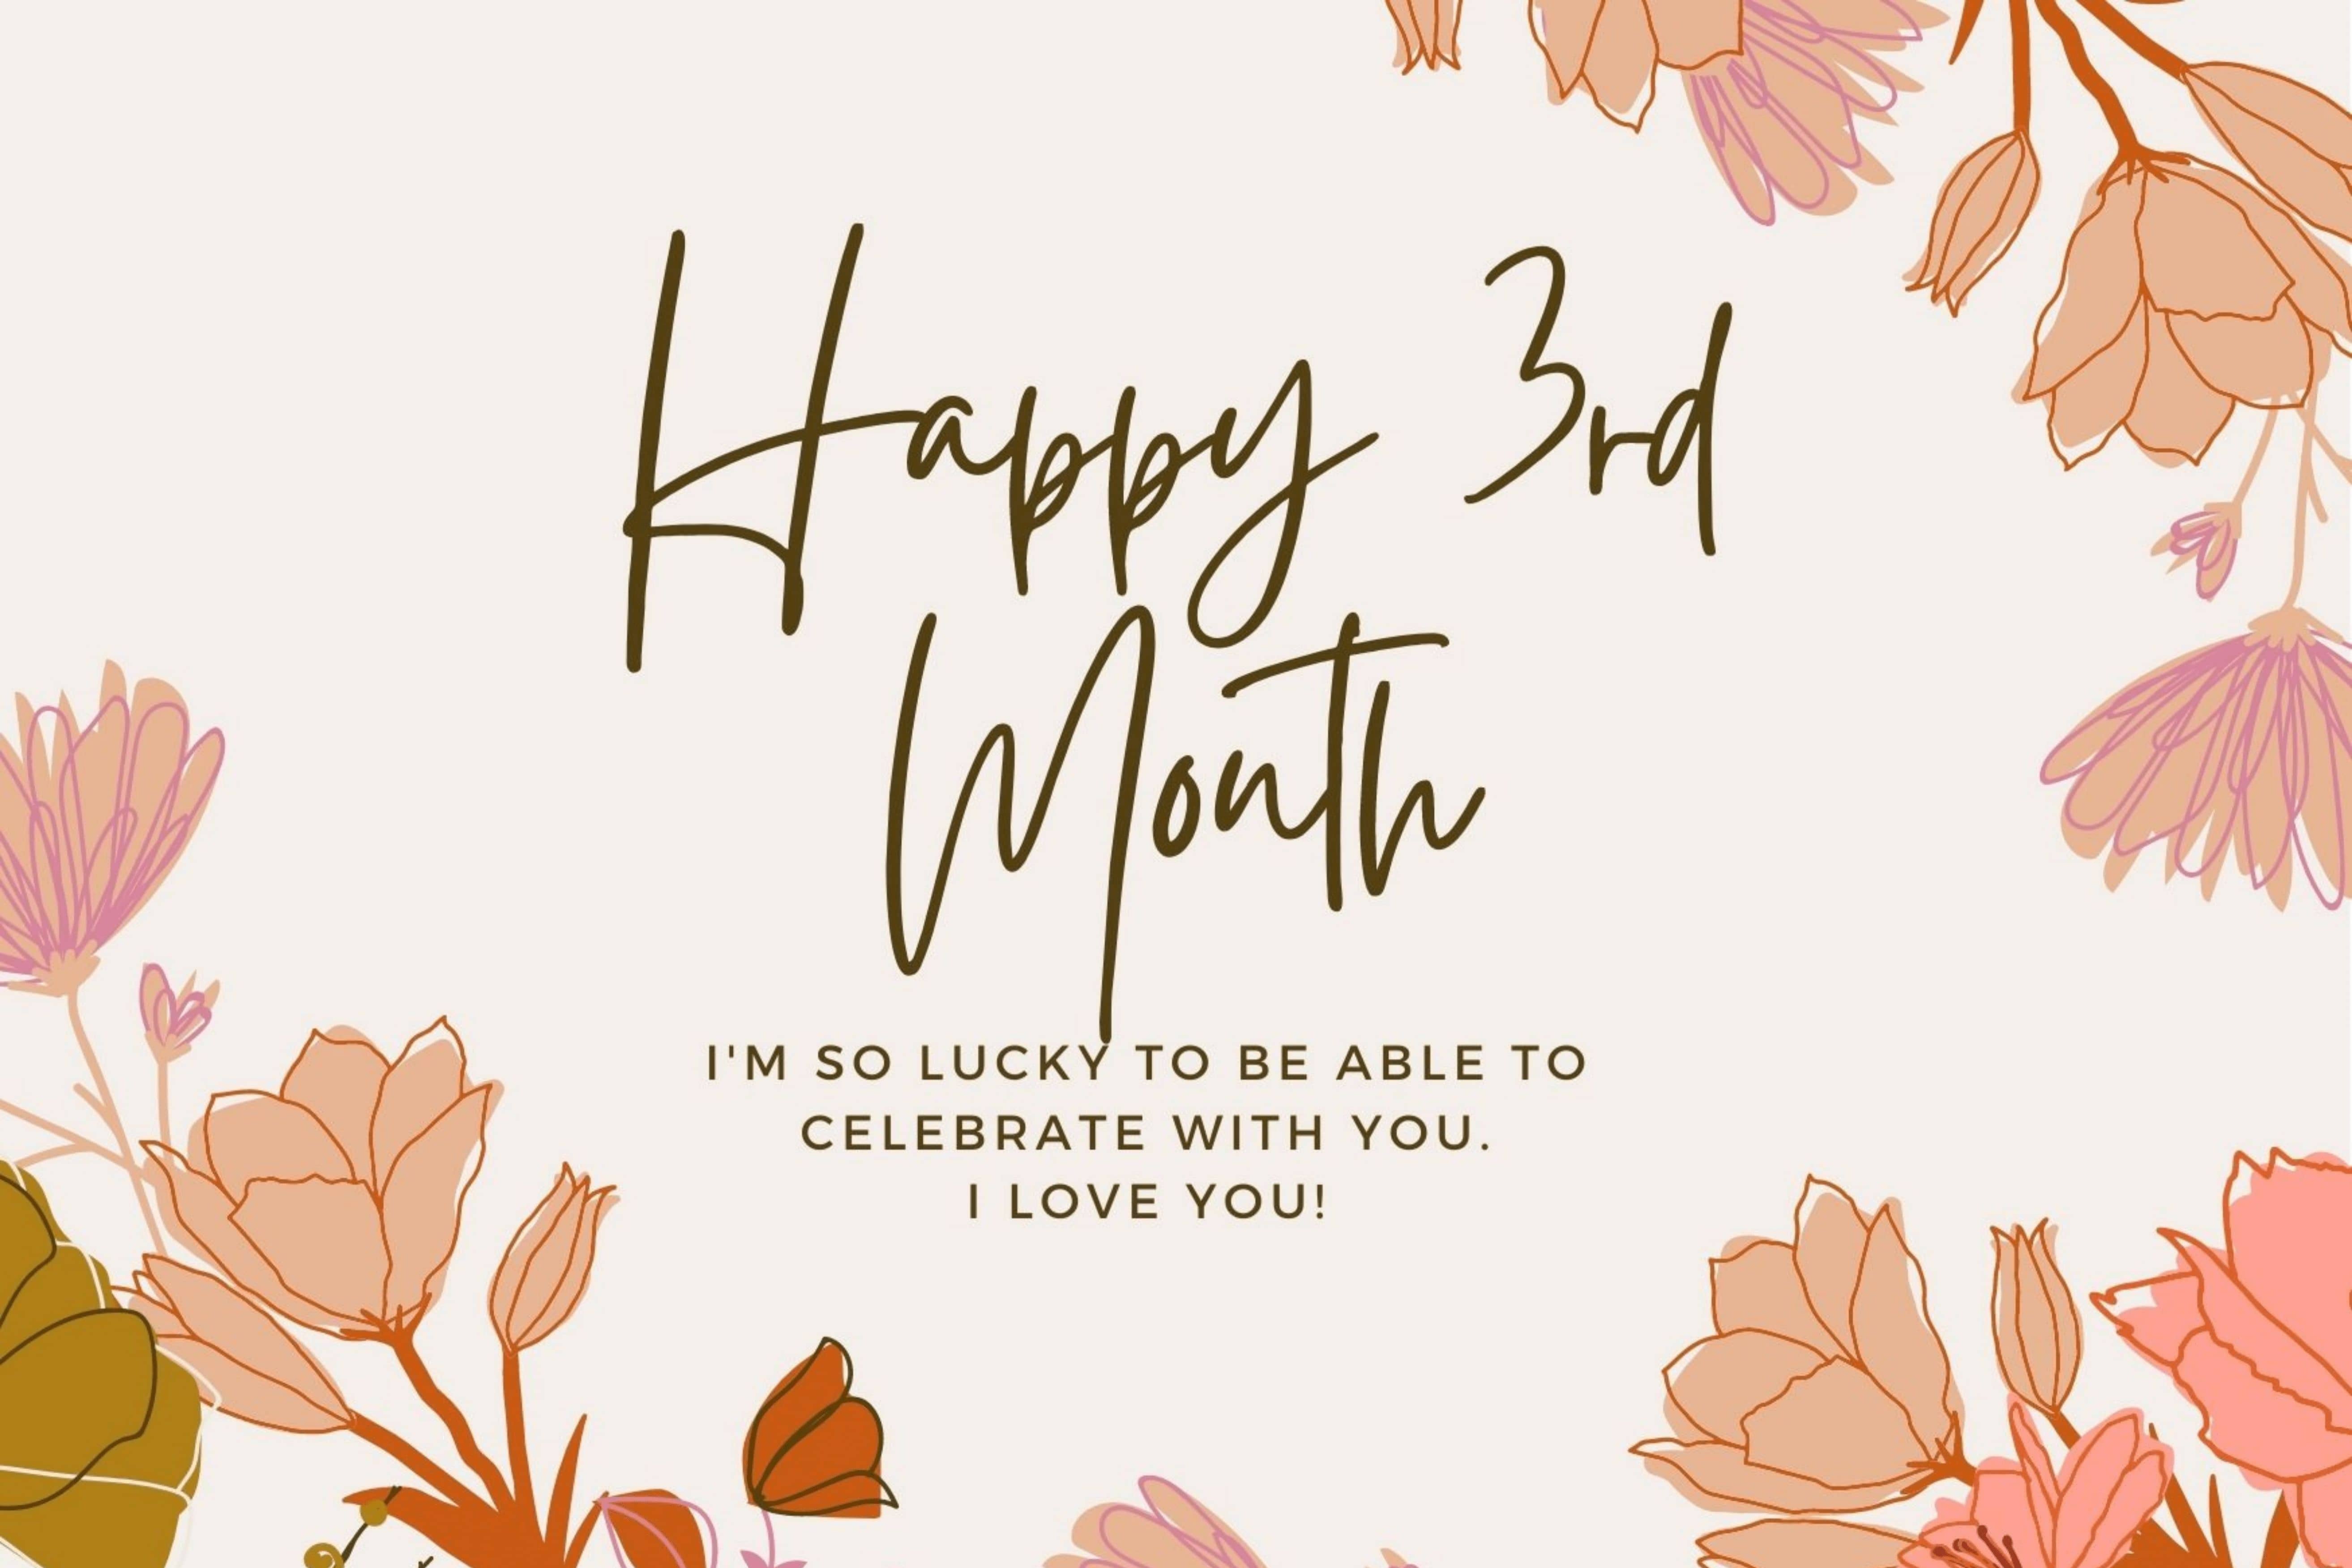 Happy 3rd
Month
I'M SO LUCKY TO BE ABLE TO
CELEBRATE WITH YOU.
I LOVE YOU!